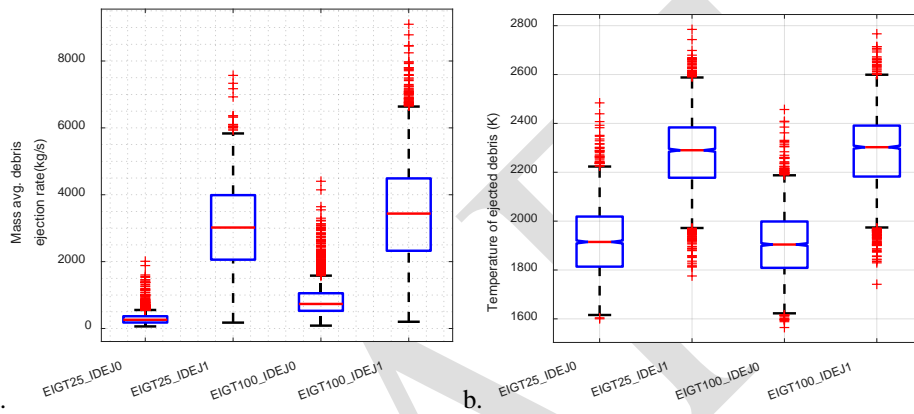 8000
6000
4000
2000
0
Mass avg. debris
ejection rate(kg/s)
EIGT25_IDEJ0
EIGT25_IDEJ1
EIGT100_IDEJ0
EIGT100_IDEJ1
.
b.
2800
2600
2400
2200
2000
1800
1600
Temperature of ejected debris (K)
EIGT25_IDEJ0
EIGT25_IDEJ1
EIGT100_IDEJ0
EIGT100_IDEJ1